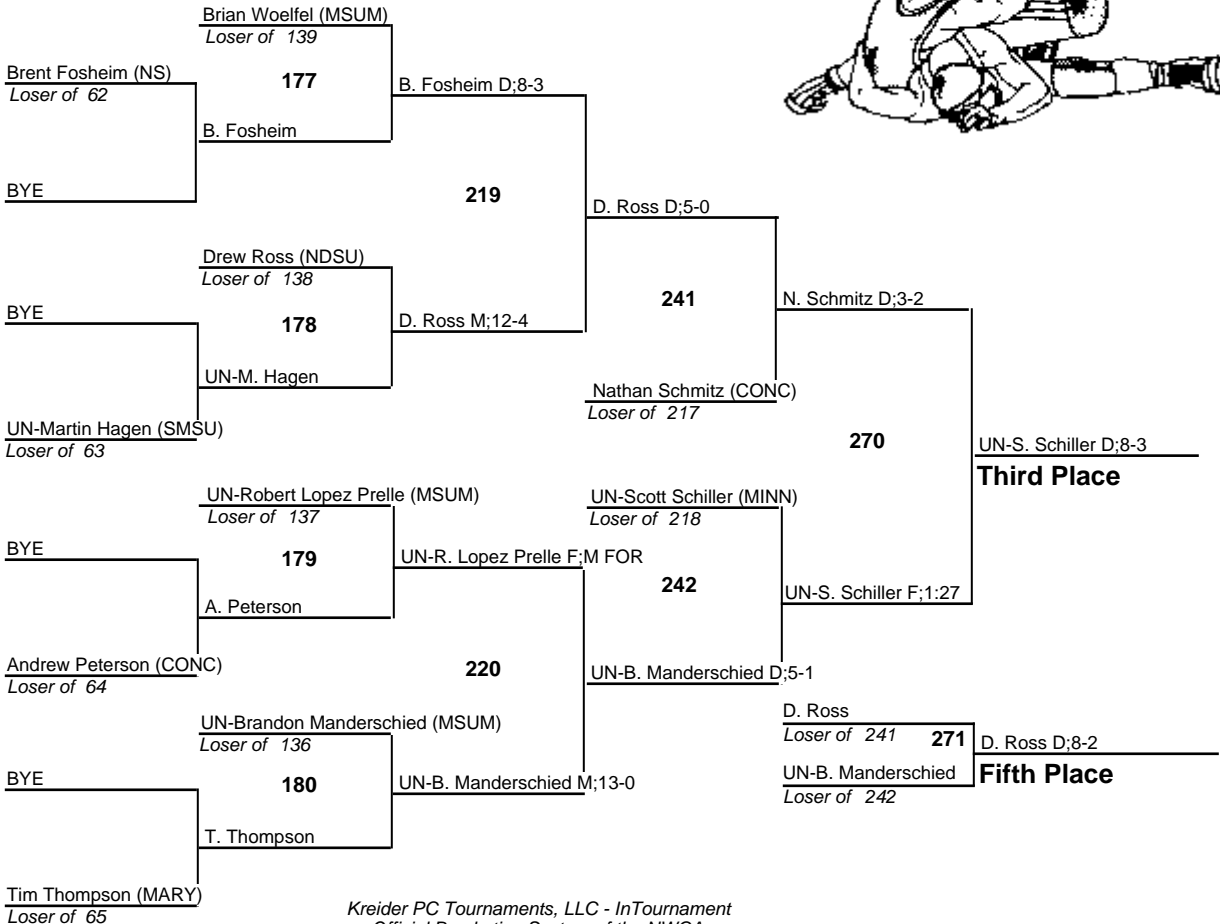 Brian Woelfel (MSUM)
Loser of 139
Brent Fosheim (NS)
Loser of 62
177
B. Fosheim D;8-3
B. Fosheim
BYE
219
D. Ross D;5-0
Drew Ross (NDSU)
Loser of 138
BYE
178
D. Ross M;12-4
241
N. Schmitz D;3-2
UN-M. Hagen
Nathan Schmitz (CONC)
Loser of 217
UN-Martin Hagen (SMSU)
Loser of 63
270
UN-S. Schiller D;8-3
Third Place
UN-Robert Lopez Prelle (MSUM)
Loser of 137
UN-Scott Schiller (MINN)
Loser of 218
BYE
179
UN-R. Lopez Prelle F;M FOR
242
UN-S. Schiller F;1:27
A. Peterson
Andrew Peterson (CONC)
Loser of 64
220
UN-B. Manderschied D;5-1
UN-Brandon Manderschied (MSUM)
Loser of 136
D. Ross
Loser of 241
271
D. Ross D;8-2
Fifth Place
BYE
180
UN-B. Manderschied M;13-0
UN-B. Manderschied
Loser of 242
T. Thompson
Tim Thompson (MARY)
Loser of 65
Kreider PC Tournaments, LLC - InTournament